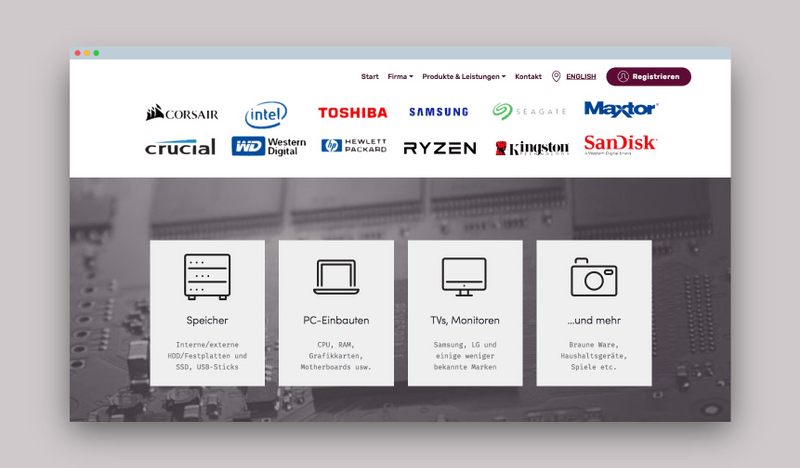 Start Firma Produkte & Leistungen Kontakt ENGLISH Registrieren
CORSAIR intel TOSHIBA SAMSUNG SEAGATE Maxtor
crucial WD Western Digital hp HEWLETT PACKARD RYZEN Kingston TECHNOLOGY SanDisk
a Western Digital brand
Speicher
Interne/externe
HDD/Festplatten und
SSD, USB-Sticks
PC-Einbauten
CPU, RAM,
Grafikkarten,
Motherboards usw.
TVs, Monitoren
Samsung, LG und
einige weniger
bekannte Marken
...und mehr
Braune Ware,
Haushaltsgeräte,
Spiele etc.